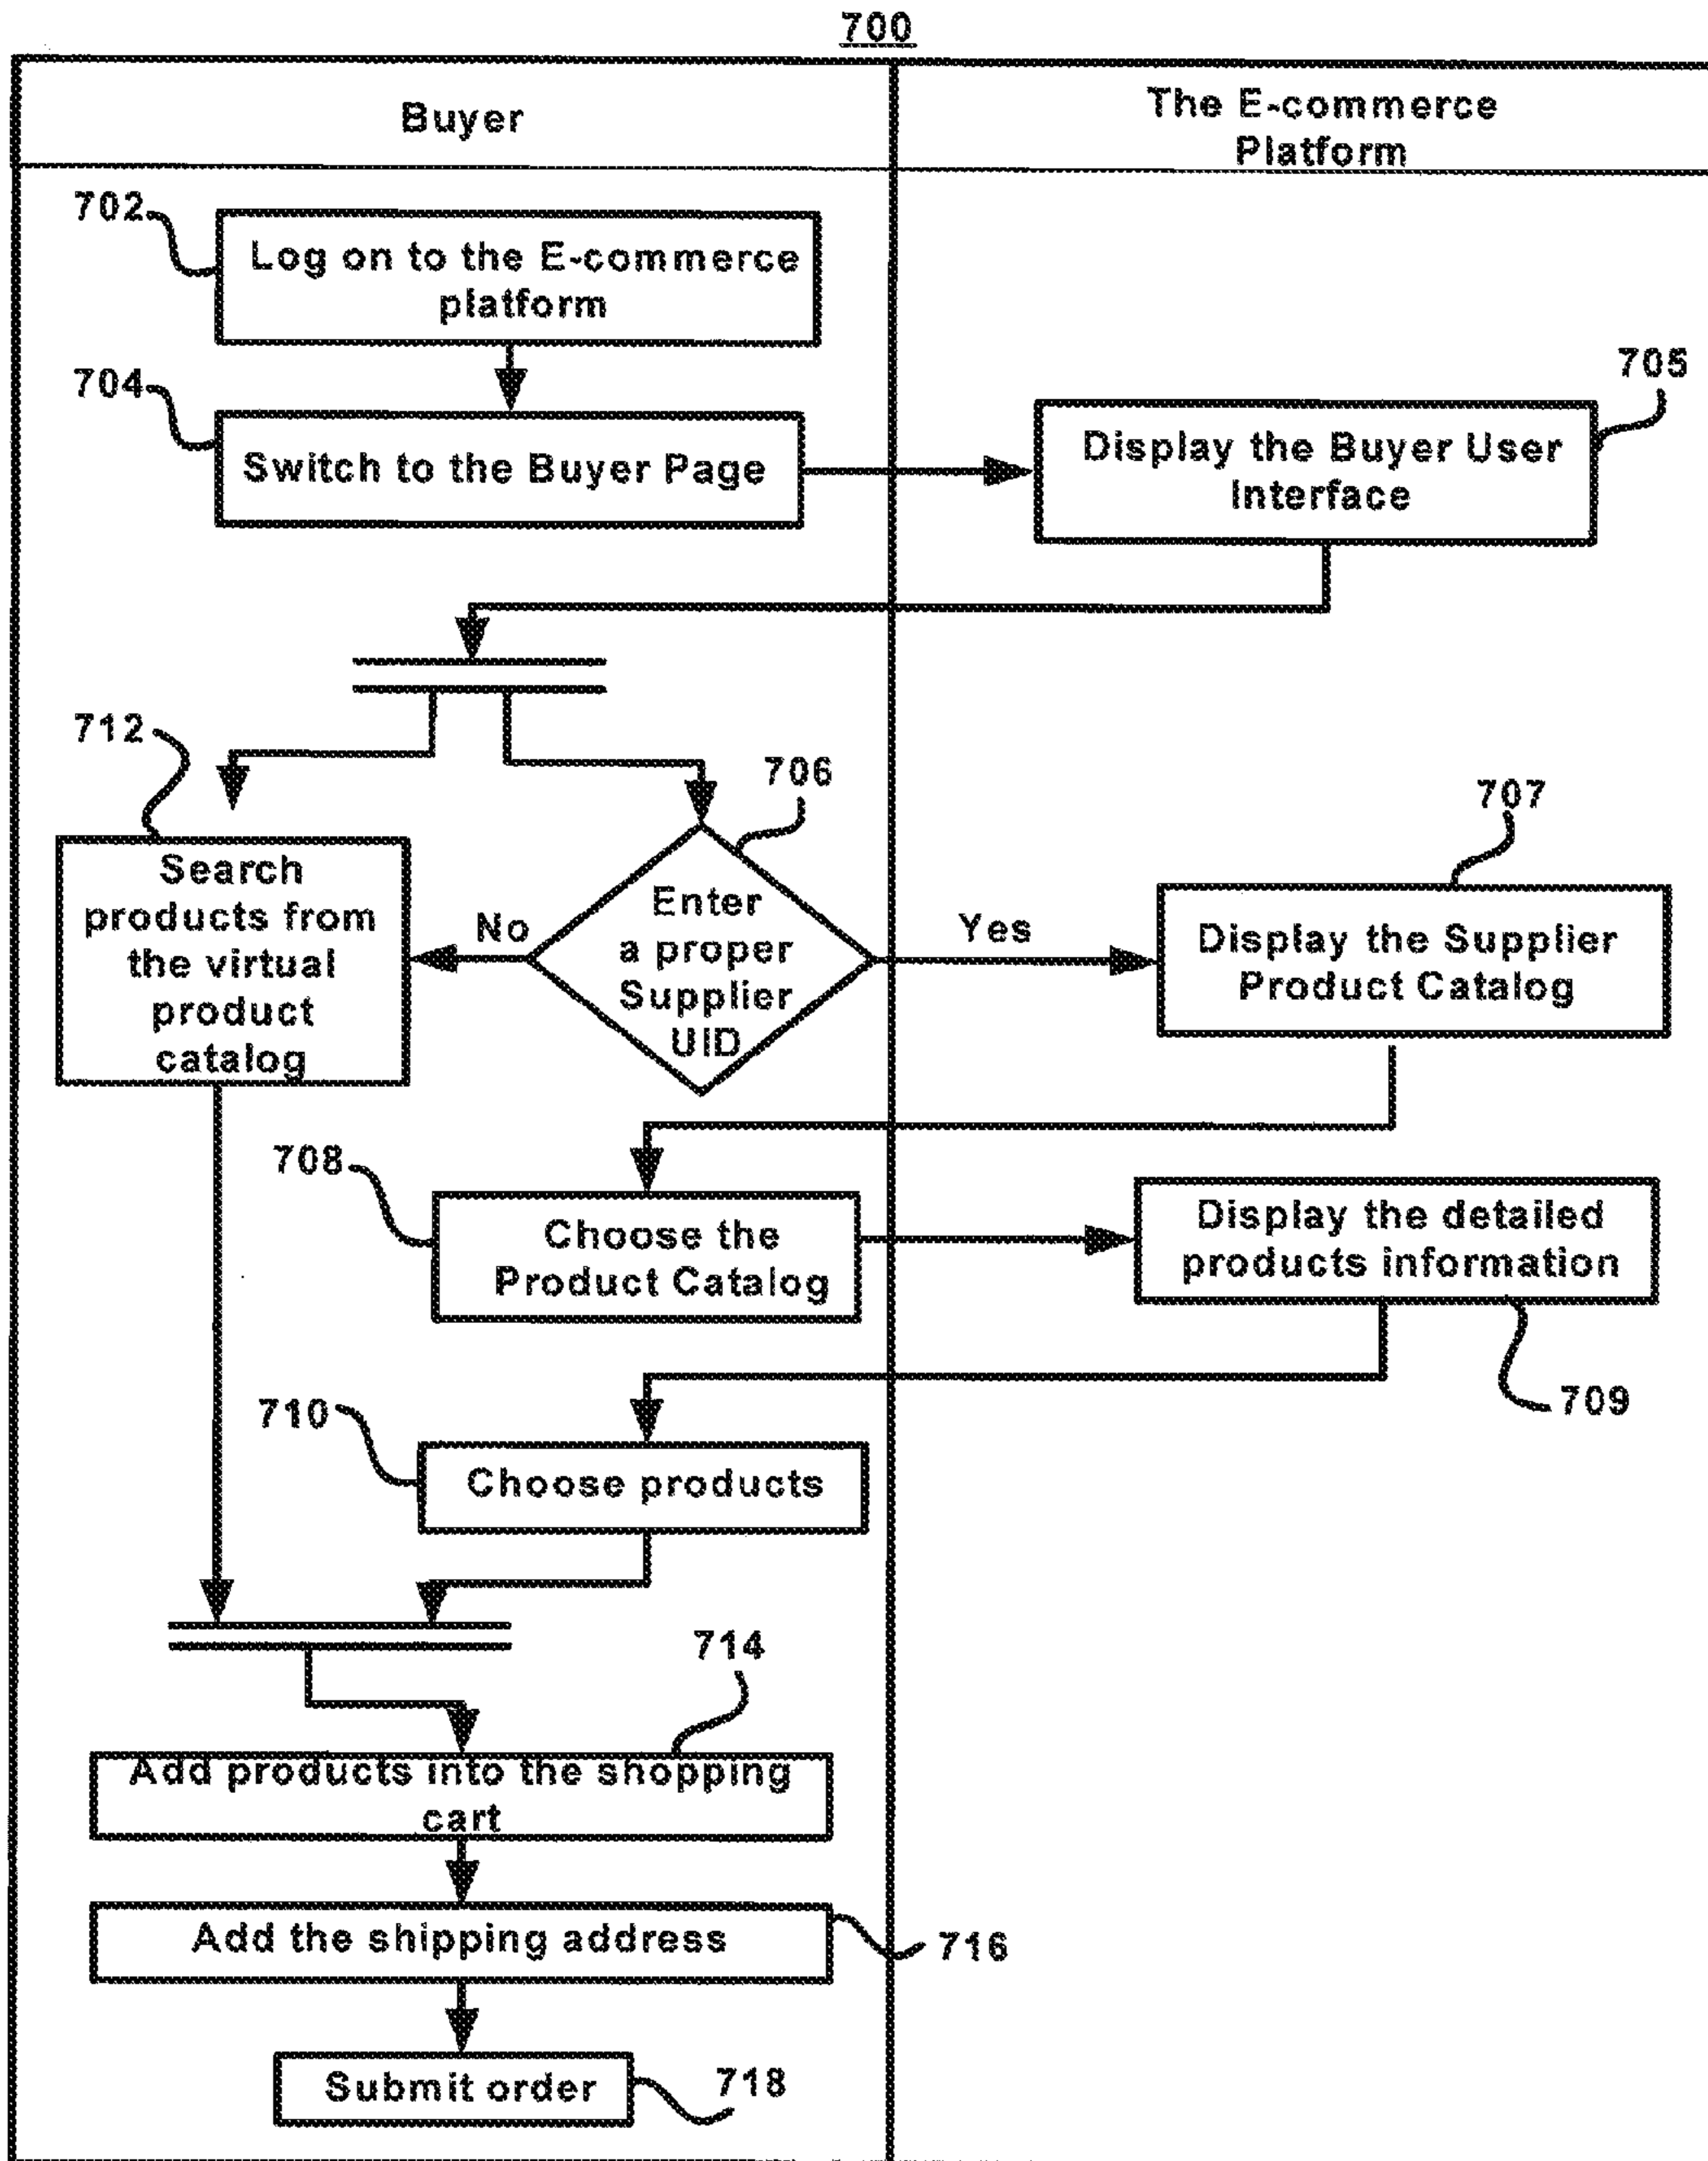 700
Buyer
The E-commerce
Platform
702
Log on to the E-commerce
platform
704
Switch to the Buyer Page
705
Display the Buyer User
Interface
712
Search
products from
the virtual
product
catalog
706
No
Enter
a proper
Supplier
UID
Yes
707
Display the Supplier
Product Catalog
708
Choose the
Product Catalog
Display the detailed
products information
709
710
Choose products
714
Add products into the shopping
cart
Add the shipping address
716
Submit order
718